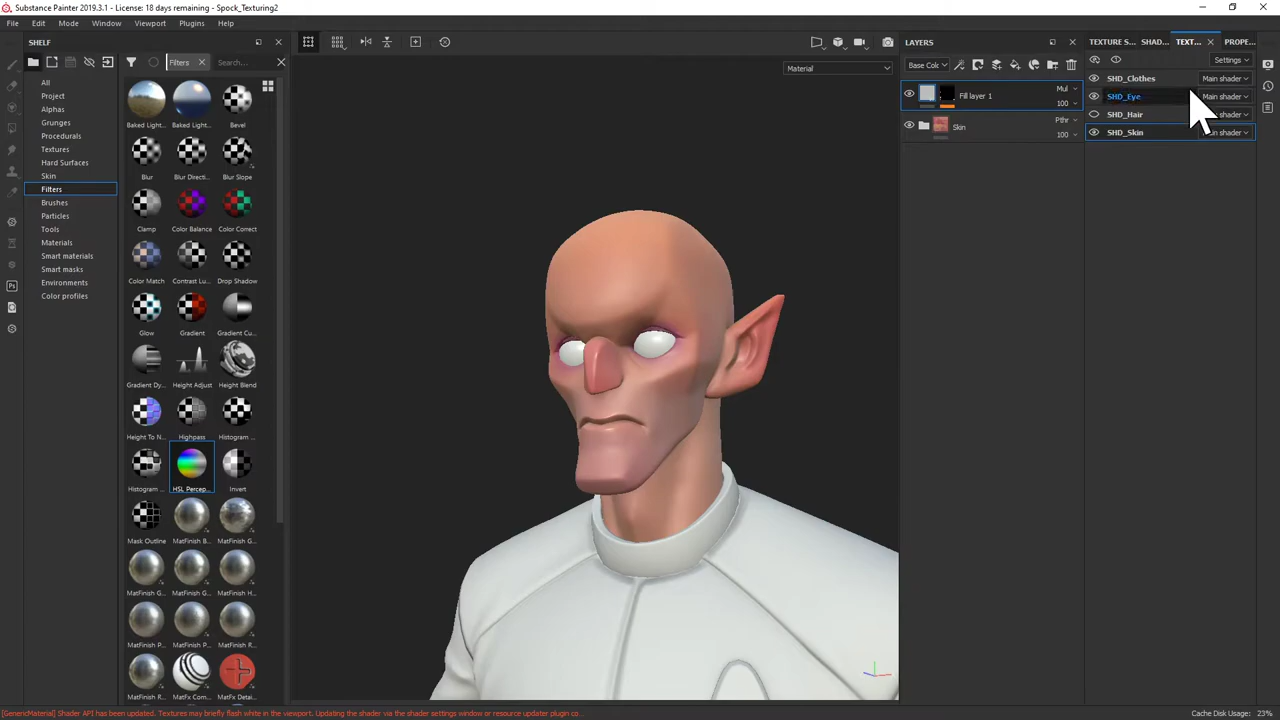 Substance Painter 2019.3.1 - License: 18 days remaining - Spock_Texturing2
File Edit Mode Window Viewport Plugins Help
SHELF
Filters
Search...
All
Project
Alphas
Grunges
Procedurals
Textures
Hard Surfaces
Skin
Filters
Brushes
Particles
Tools
Materials
Smart materials
Smart masks
Environments
Color profiles
Baked Light... Baked Light... Bevel
Blur Blur Directi... Blur Slope
Clamp Color Balance Color Correct
Color Match Contrast Lu... Drop Shadow
Glow Gradient Gradient Cu...
Gradient Dy... Height Adjust Height Blend
Height To N... Highpass Histogram ...
Histogram ... HSL Percep... Invert
Mask Outline MatFinish B... MatFinish G...
MatFinish G... MatFinish G... MatFinish H...
MatFinish P... MatFinish P... MatFinish R...
MatFinish R... MatFx Com... MatFx Detai...
Material
LAYERS
Base Col
Fill layer 1 Mul
100
Skin Pthr
100
TEXTURE S... SHAD... TEXT... PROPE...
Settings
SHD_Clothes Main shader
SHD_Eye Main shader
SHD_Hair shader
SHD_Skin shader
[GenericMaterial] Shader API has been updated. Textures may briefly flash white in the viewport. Updating the shader via the shader settings window or resource updater plugin co...
Cache Disk Usage: 23%